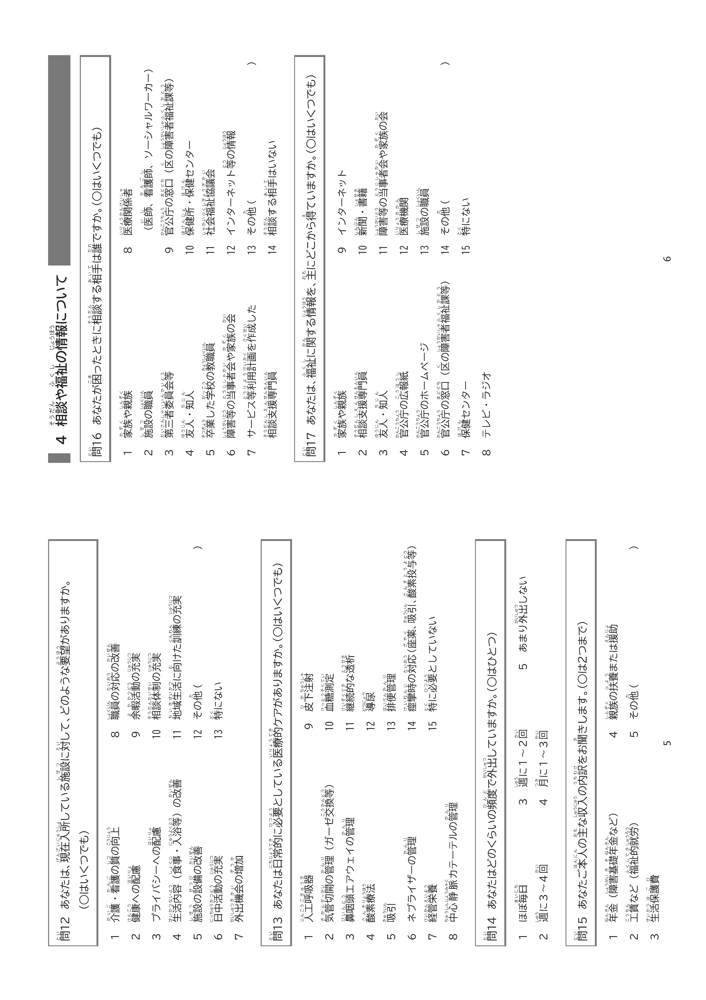 問12　あなたは、現在入所している施設に対して、どのような要望がありますか。
（〇はいくつでも）
1　介護・看護の質の向上
2　健康への配慮
3　プライバシーへの配慮
4　生活内容（食事・入浴等）の改善
5　施設の設備の改善
6　日中活動の充実
7　外出機会の増加
8　職員の対応の改善
9　余暇活動の充実
10　相談体制の充実
11　地域生活に向けた訓練の充実
12　その他（　　　　　　　　　　）
13　特にない
問13　あなたは日常的に必要としている医療的ケアがありますか。（〇はいくつでも）
1　人工呼吸器
2　気管切開の管理（ガーゼ交換等）
3　鼻咽頭エアウェイの管理
4　酸素療法
5　吸引
6　ネブライザーの管理
7　経管栄養
8　中心静脈カテーテルの管理
9　皮下注射
10　血糖測定
11　継続的な透析
12　導尿
13　排便管理
14　痙攣時の対応（座薬、吸引、酸素投与等）
15　特に必要としていない
問14　あなたはどのくらいの頻度で外出していますか。（〇はひとつ）
1　ほぼ毎日
2　週に３～４回
3　週に１～２回
4　月に１～３回
5　あまり外出しない
問15　あなたご本人の主な収入の内訳をお聞きします。（〇は2つまで）
1　年金（障害基礎年金など）
2　工賃など（福祉的就労）
3　生活保護費
4　親族の扶養または援助
5　その他（　　　　　　　　　　）
5
4　相談や福祉の情報について
問16　あなたが困ったときに相談する相手は誰ですか。（〇はいくつでも）
1　家族や親族
2　施設の職員
3　第三者委員会等
4　友人・知人
5　卒業した学校の教職員
6　障害等の当事者会や家族の会
7　サービス等利用計画を作成した
相談支援専門員
8　医療関係者
（医師、看護師、ソーシャルワーカー）
9　官公庁の窓口（区の障害者福祉課等）
10　保健所・保健センター
11　社会福祉協議会
12　インターネット等の情報
13　その他（　　　　　　　　　　）
14　相談する相手はいない
問17　あなたは、福祉に関する情報を、主にどこから得ていますか。（〇はいくつでも）
1　家族や親族
2　相談支援専門員
3　友人・知人
4　官公庁の広報紙
5　官公庁のホームページ
6　官公庁の窓口（区の障害者福祉課等）
7　保健センター
8　テレビ・ラジオ
9　インターネット
10　新聞・書籍
11　障害等の当事者会や家族の会
12　医療機関
13　施設の職員
14　その他（　　　　　　　　　　）
15　特にない
6